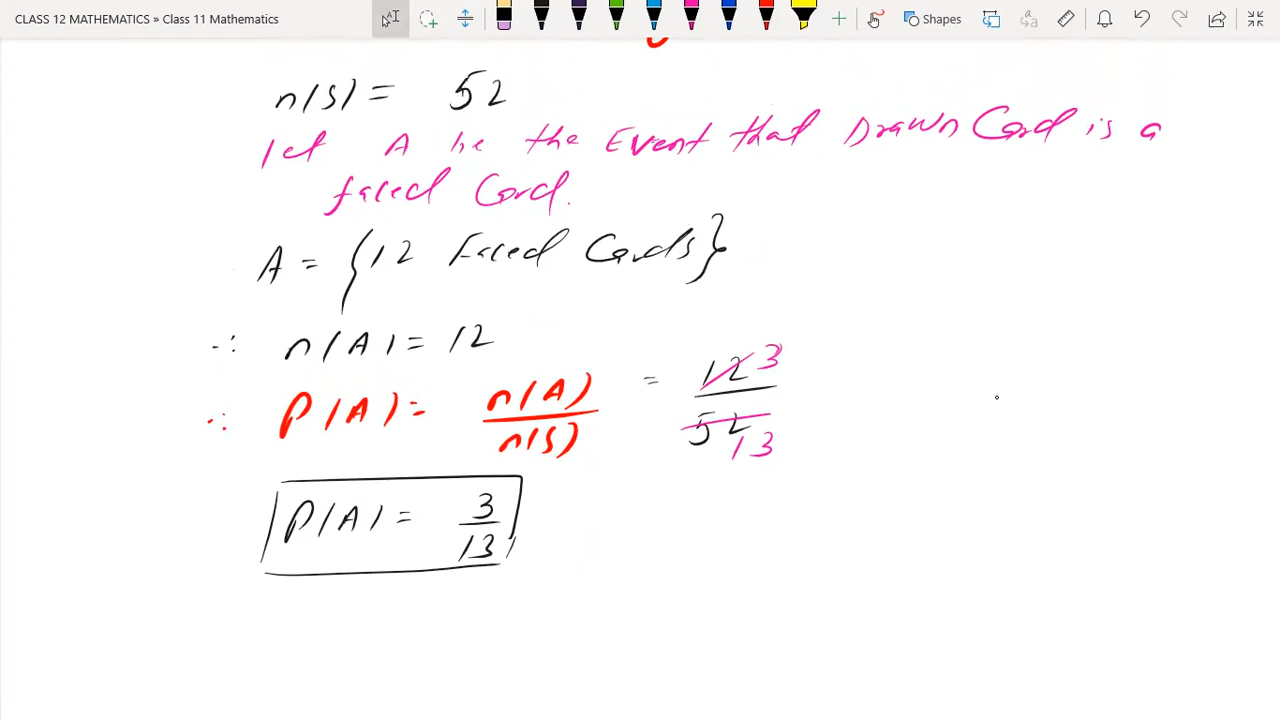 CLASS 12 MATHEMATICS » Class 11 Mathematics
Shapes
n(S) = 52
let A be the Event that Drawn Card is a
faced Card.
A = {12 Faced Cards}
∴ n(A) = 12
∴ P(A) = n(A)/n(S) = 12/52 3 13
P(A) = 3/13